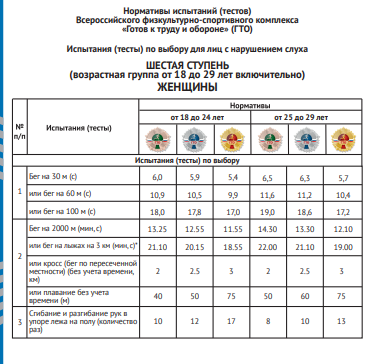 Нормативы испытаний (тестов)
Всероссийского физкультурно-спортивного комплекса
«Готов к труду и обороне» (ГТО)
Испытания (тесты) по выбору для лиц с нарушением слуха
ШЕСТАЯ СТУПЕНЬ
(возрастная группа от 18 до 29 лет включительно)
ЖЕНЩИНЫ
№ п/п Испытания (тесты) Нормативы
от 18 до 24 лет от 25 до 29 лет
Испытания (тесты) по выбору
1 Бег на 30 м (с) 6,0 5,9 5,4 6,5 6,3 5,7
или бег на 60 м (с) 10,9 10,5 9,9 11,6 11,2 10,4
или бег на 100 м (с) 18,0 17,8 17,0 19,0 18,6 17,2
2 Бег на 2000 м (мин, с) 13.25 12.55 11.55 14.30 13.30 12.10
или бег на лыжах на 3 км (мин, с)* 21.10 20.15 18.55 22.00 21.10 19.00
или кросс (бег по пересеченной
местности) (без учета времени,
км) 2 2.5 3 2 2.5 3
или плавание без учета
времени (м) 40 50 75 50 60 75
3 Сгибание и разгибание рук в
упоре лежа на полу (количество
раз) 10 12 17 8 10 13